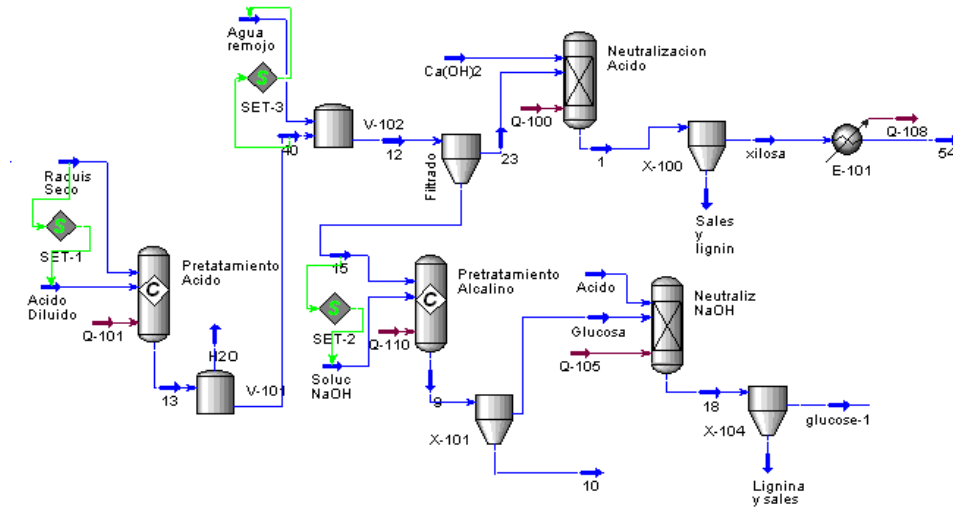 Agua
remojo
SET-3
40
V-102
12
Filtrado
23
Ca(OH)2
Q-100
Neutralizacion
Acido
1
X-100
Sales
y
lignin
xilosa
E-101
Q-108
54
Raquis
Seco
SET-1
Acido
Diluido
Q-101
Pretatamiento
Acido
13
H2O
V-101
15
SET-2
Soluc
NaOH
Q-110
Pretratamiento
Alcalino
9
X-101
10
Glucosa
Acido
Q-105
Neutraliz
NaOH
18
X-104
glucose-1
Lignina
y sales
S
S
S
C
C